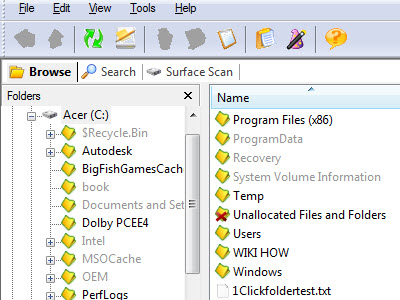 File Edit View Tools Help
Browse Search Surface Scan
Folders
Acer (C:)
$Recycle.Bin
Autodesk
BigFishGamesCach
book
Documents and Set
Dolby PCEE4
Intel
MSOCache
OEM
PerfLogs
Name
Program Files (x86)
ProgramData
Recovery
System Volume Information
Temp
Unallocated Files and Folders
Users
WIKI HOW
Windows
1Clickfoldertest.txt